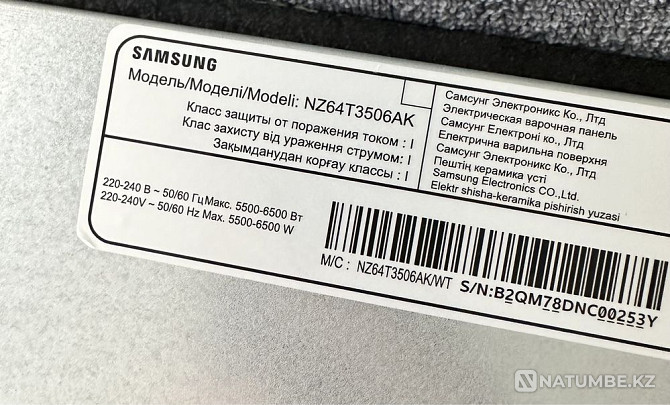 SAMSUNG
Модель/Моделі/Modeli: NZ64T3506AK
Класс защиты от поражения током : I
Клас захисту від ураження струмом: I
Зақымданудан қорғау классы : I
220-240 В ~ 50/60 Гц Макс. 5500-6500 Вт
220-240V ~ 50/60 Hz Max. 5500-6500 W
Самсунг Электроникс Ко., Лтд
Электрическая варочная панель
Самсунг Електроні ко., Лтд
Електрична варильна поверхня
Самсунг Электроникс Ко., Лтд
Пештің керамика үсті
Samsung Electronics CO.,Ltd.
Elektr shisha-keramika pishirish yuzasi
M/C : NZ64T3506AK/WT
S/N:B2QM78DNC00253Y
NATUMBE.KZ